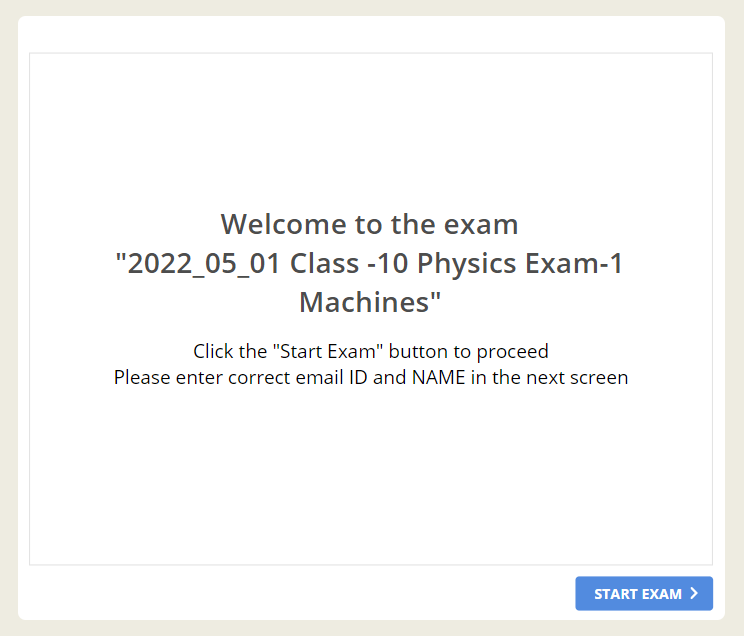 Welcome to the exam
"2022_05_01 Class -10 Physics Exam-1
Machines"
Click the "Start Exam" button to proceed
Please enter correct email ID and NAME in the next screen
START EXAM